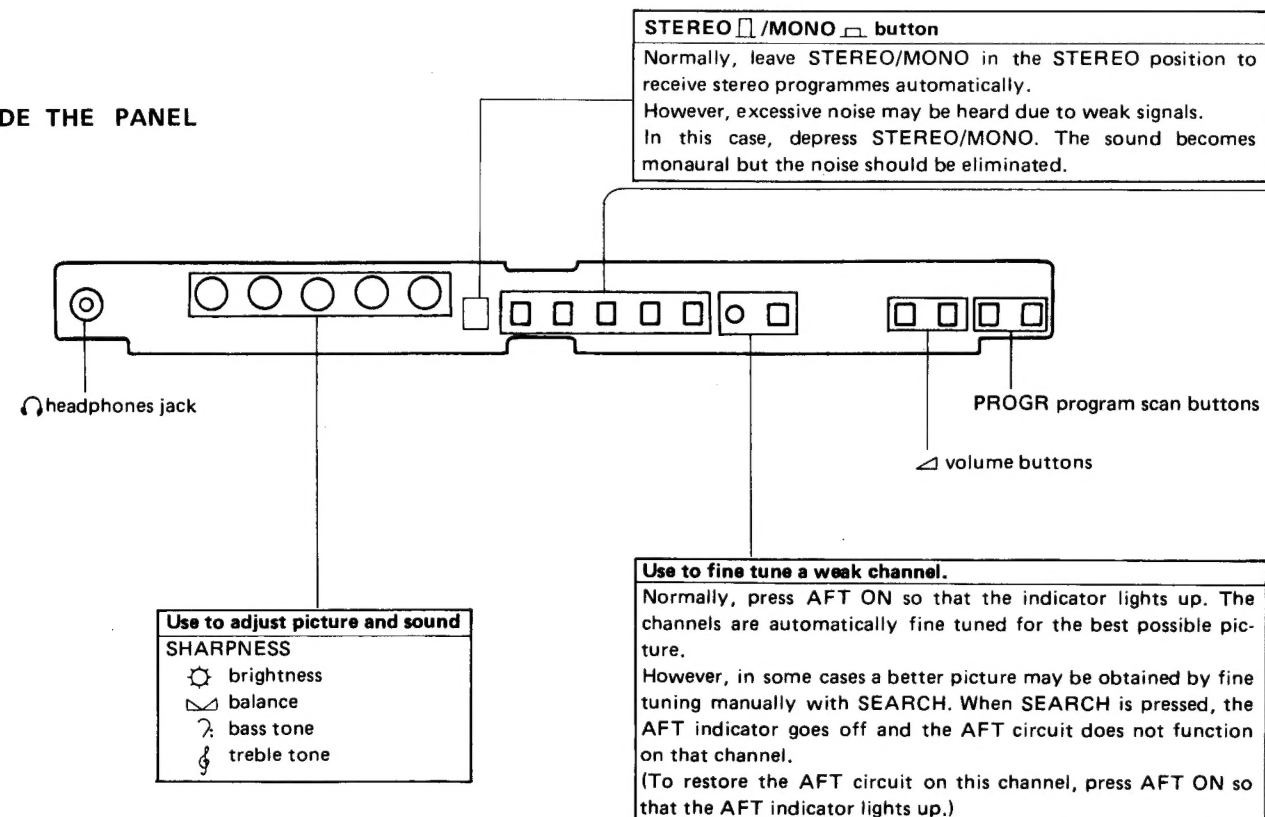 STEREO /MONO button
Normally, leave STEREO/MONO in the STEREO position to
receive stereo programmes automatically.
However, excessive noise may be heard due to weak signals.
In this case, depress STEREO/MONO. The sound becomes
monaural but the noise should be eliminated.
DE THE PANEL
headphones jack
PROGR program scan buttons
volume buttons
Use to adjust picture and sound
SHARPNESS
brightness
balance
bass tone
treble tone
Use to fine tune a weak channel.
Normally, press AFT ON so that the indicator lights up. The
channels are automatically fine tuned for the best possible pic-
ture.
However, in some cases a better picture may be obtained by fine
tuning manually with SEARCH. When SEARCH is pressed, the
AFT indicator goes off and the AFT circuit does not function
on that channel.
(To restore the AFT circuit on this channel, press AFT ON so
that the AFT indicator lights up.)